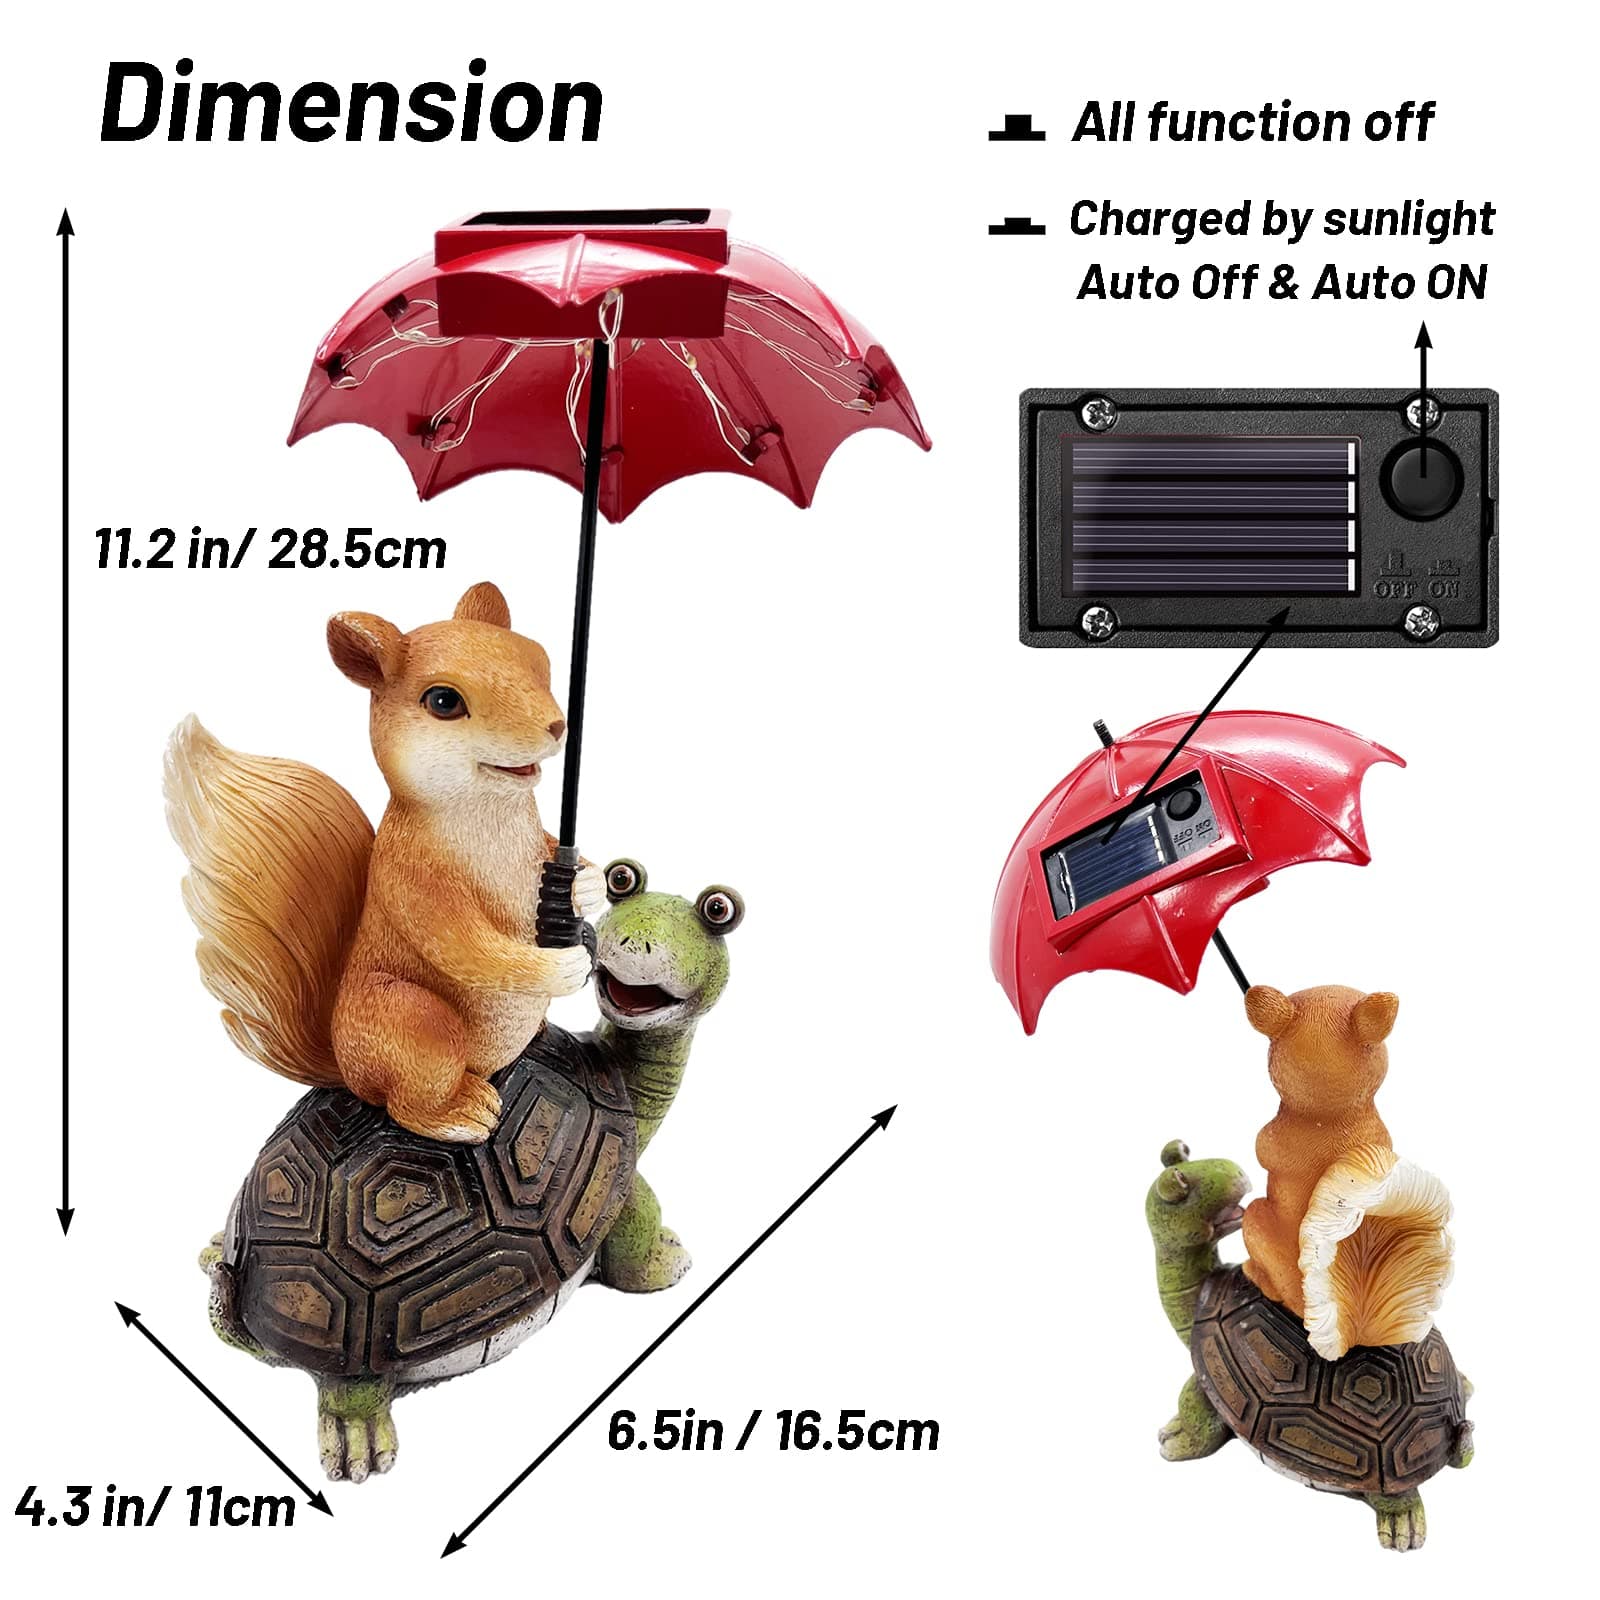 Dimension
All function off
Charged by sunlight
Auto Off & Auto ON
11.2 in/ 28.5cm
OFF ON
6.5in / 16.5cm
4.3 in/ 11cm